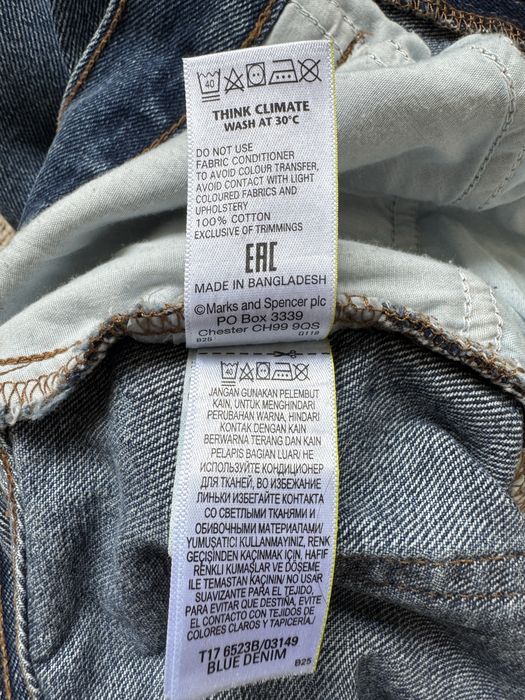 40
THINK CLIMATE
WASH AT 30°C
DO NOT USE
FABRIC CONDITIONER
TO AVOID COLOUR TRANSFER,
AVOID CONTACT WITH LIGHT
COLOURED FABRICS AND
UPHOLSTERY
100% COTTON
EXCLUSIVE OF TRIMMINGS
EAC
MADE IN BANGLADESH
©Marks and Spencer plc
PO Box 3339
Chester CH99 9QS
B25 G118
40
JANGAN GUNAKAN PELEMBUT
KAIN, UNTUK MENGHINDARI
PERUBAHAN WARNA, HINDARI
KONTAK DENGAN KAIN
BERWARNA TERANG DAN KAIN
PELAPIS BAGIAN LUAR/ НЕ
ИСПОЛЬЗУЙТЕ КОНДИЦИОНЕР
ДЛЯ ТКАНЕЙ, ВО ИЗБЕЖАНИЕ
ЛИНЬКИ ИЗБЕГАЙТЕ КОНТАКТА
СО СВЕТЛЫМИ ТКАНЯМИ И
ОБИВОЧНЫМИ МАТЕРИАЛАМИ/
YUMUŞATICI KULLANMAYINIZ, RENK
GEÇİŞİNDEN KAÇINMAK İÇİN, HAFİF
RENKLİ KUMAŞLAR VE DÖŞEME
İLE TEMASTAN KAÇININ/ NO USAR
SUAVIZANTE PARA EL TEJIDO,
PARA EVITAR QUE DESTIÑA, EVITE
EL CONTACTO CON TEJIDOS DE
COLORES CLAROS Y TAPICERÍA/
T17 6523B/03149
BLUE DENIM B25